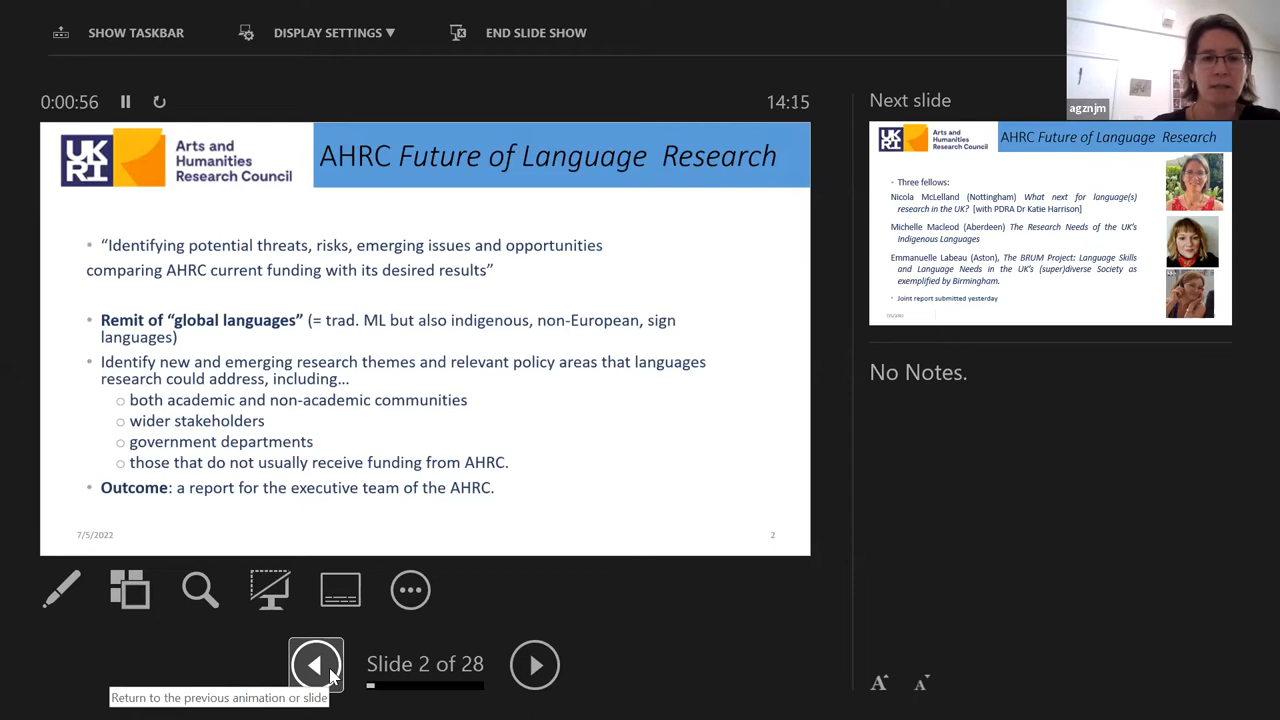 SHOW TASKBAR
DISPLAY SETTINGS ▼
END SLIDE SHOW
agznjm
0:00:56
14:15
UK
RI
Arts and
Humanities
Research Council
AHRC Future of Language Research
• “Identifying potential threats, risks, emerging issues and opportunities
comparing AHRC current funding with its desired results”
• Remit of “global languages” (= trad. ML but also indigenous, non-European, sign
languages)
• Identify new and emerging research themes and relevant policy areas that languages
research could address, including…
o both academic and non-academic communities
o wider stakeholders
o government departments
o those that do not usually receive funding from AHRC.
• Outcome: a report for the executive team of the AHRC.
7/5/2022
2
Slide 2 of 28
Return to the previous animation or slide
Next slide
UK
RI
Arts and
Humanities
Research Council
AHRC Future of Language Research
• Three fellows:
Nicola McLelland (Nottingham) What next for language(s)
research in the UK? [with PDRA Dr Katie Harrison]
Michelle Macleod (Aberdeen) The Research Needs of the UK’s
Indigenous Languages
Emmanuelle Labeau (Aston), The BRUM Project: Language Skills
and Language Needs in the UK’s (super)diverse Society as
exemplified by Birmingham.
• Joint report submitted yesterday
7/5/2022
No Notes.
A A